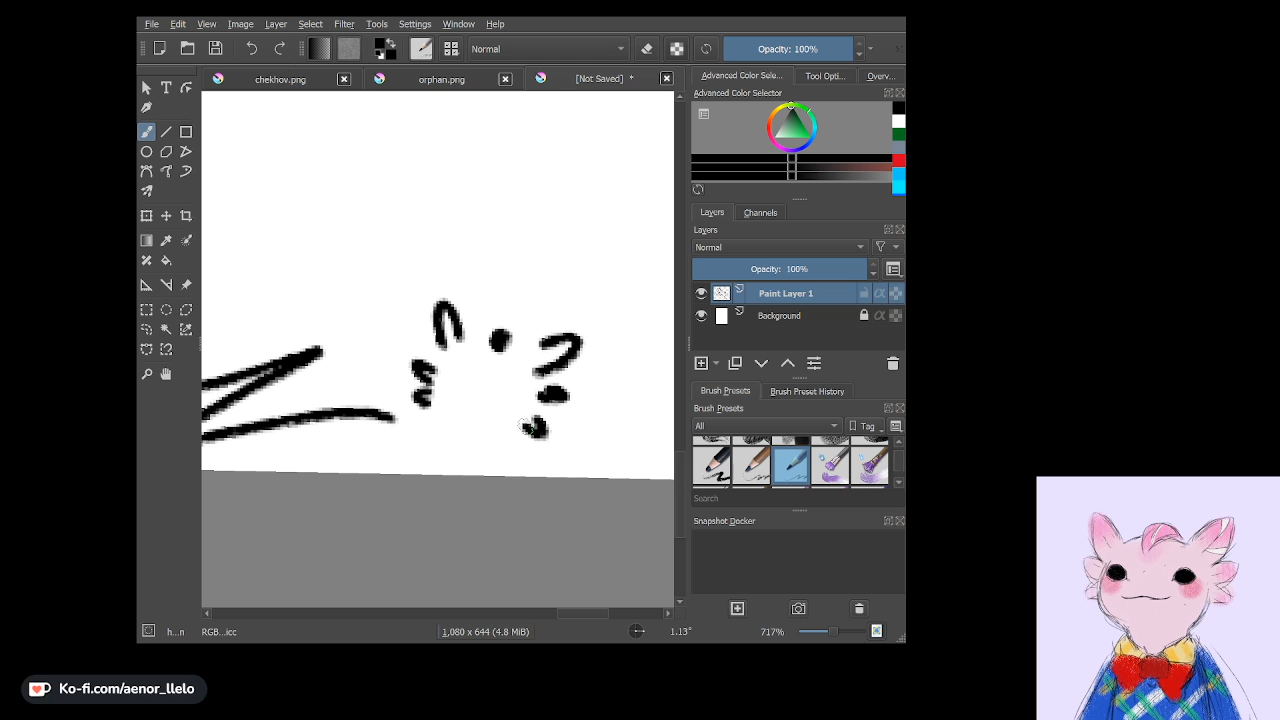 File Edit View Image Layer Select Filter Tools Settings Window Help
Normal
Opacity: 100%
chekhov.png
orphan.png
[Not Saved] *
Advanced Color Sele...
Tool Opti...
Overv...
Advanced Color Selector
Layers
Channels
Layers
Normal
Opacity: 100%
Paint Layer 1
Background
Brush Presets
Brush Preset History
Brush Presets
All
Tag
Search
Snapshot Docker
h...n
RGB...icc
1,080 x 644 (4.8 MiB)
1.13°
717%
Ko-fi.com/aenor_llelo